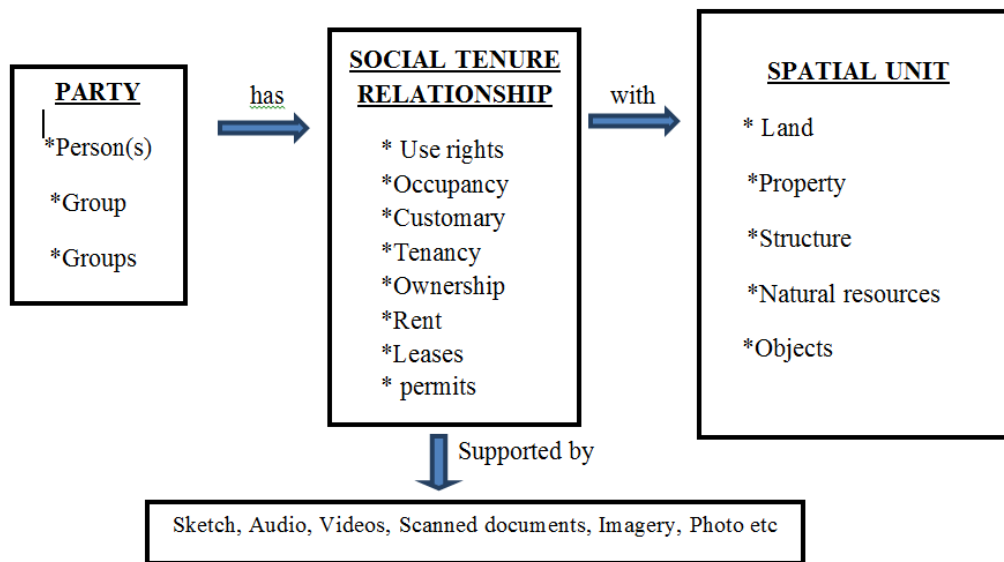 PARTY
*Person(s)
*Group
*Groups
has
SOCIAL TENURE
RELATIONSHIP
* Use rights
*Occupancy
*Customary
*Tenancy
*Ownership
*Rent
*Leases
* permits
with
SPATIAL UNIT
* Land
*Property
*Structure
*Natural resources
*Objects
Supported by
Sketch, Audio, Videos, Scanned documents, Imagery, Photo etc